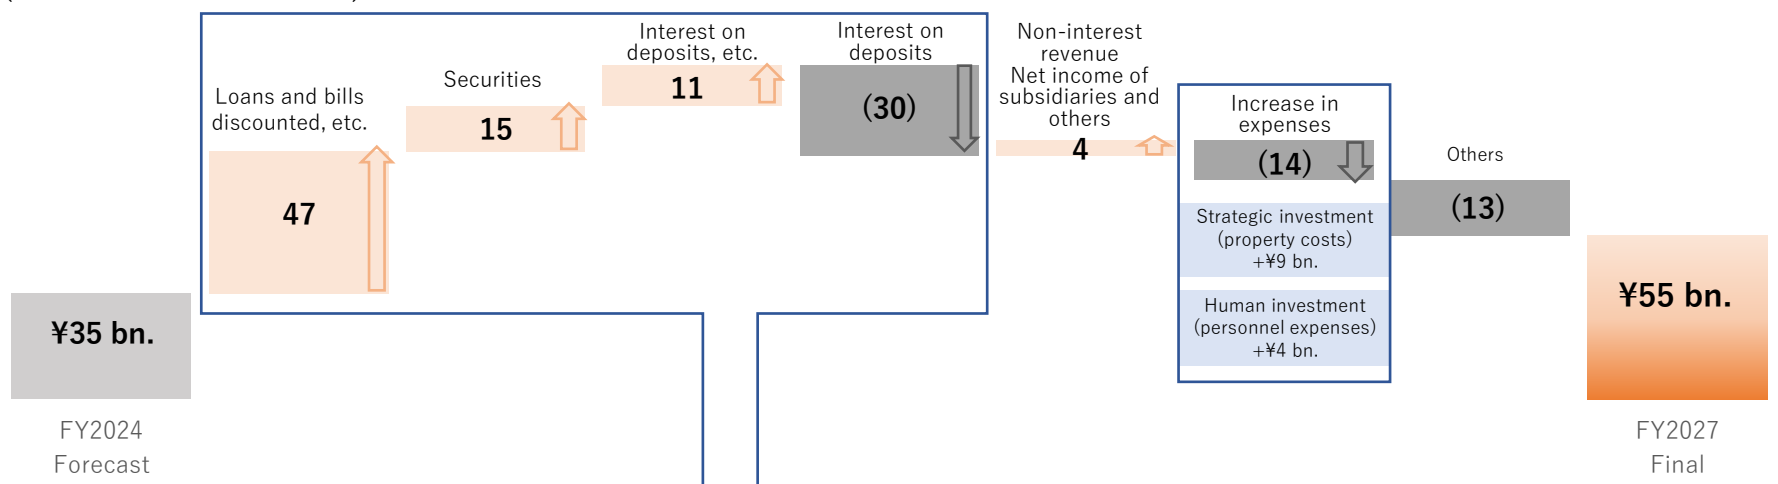 Loans and bills
discounted, etc.
47
Securities
15
Interest on
deposits, etc.
11
Interest on
deposits
(30)
Non-interest
revenue
Net income of
subsidiaries and
others
4
Increase in
expenses
(14)
Strategic investment
(property costs)
+¥9 bn.
Human investment
(personnel expenses)
+¥4 bn.
Others
(13)
¥35 bn.
FY2024
Forecast
¥55 bn.
FY2027
Final